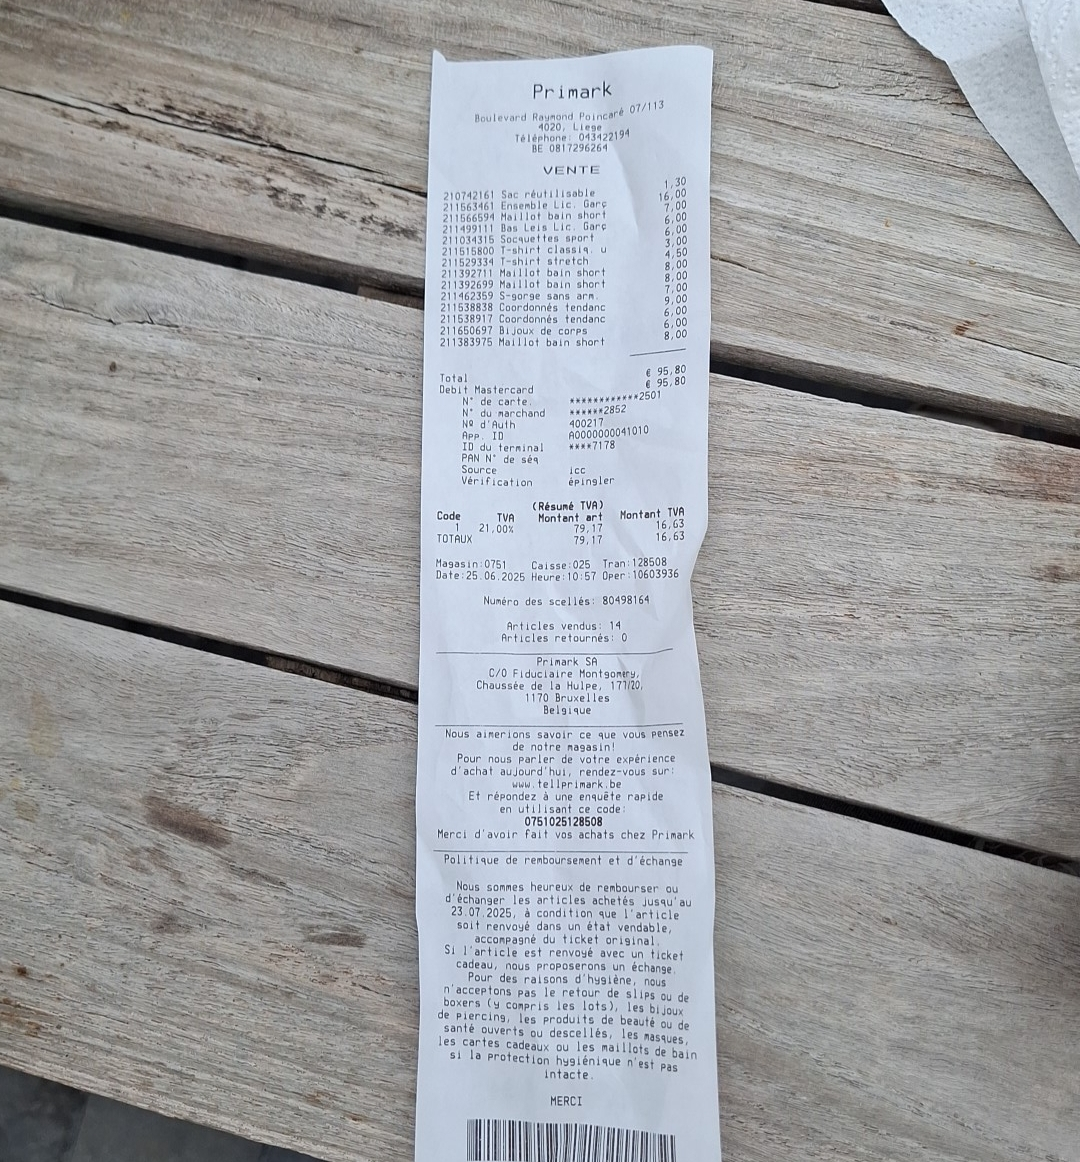 Primark
Boulevard Raymond Poincaré 07/113
4020, Liege
Téléphone: 043422194
BE 0817296264
VENTE
210742161 Sac réutilisable 1,30
211563461 Ensemble Lic. Garç 16,00
211566594 Maillot bain short 7,00
211499111 Bas Leis Lic. Garç 6,00
211034315 Socquettes sport 6,00
211515800 T-shirt classiq. u 3,00
211529334 T-shirt stretch 4,50
211392711 Maillot bain short 8,00
211392699 Maillot bain short 8,00
211462359 S-gorge sans arm. 7,00
211538838 Coordonnés tendanc 9,00
211538917 Coordonnés tendanc 6,00
211650697 Bijoux de corps 6,00
211383975 Maillot bain short 8,00
Total € 95,80
Debit Mastercard € 95,80
N° de carte. ************2501
N° du marchand ******2852
Nº d'Auth 400217
App. ID A0000000041010
ID du terminal ****7178
PAN N° de séq
Source icc
Vérification épingler
(Résumé TVA)
Code TVA Montant art Montant TVA
1 21,00% 79,17 16,63
TOTAUX 79,17 16,63
Magasin:0751 Caisse:025 Tran:128508
Date:25.06.2025 Heure:10:57 Oper:10603936
Numéro des scellés: 80498164
Articles vendus: 14
Articles retournés: 0
Primark SA
C/O Fiduciaire Montgomery,
Chaussée de la Hulpe, 177/20,
1170 Bruxelles
Belgique
Nous aimerions savoir ce que vous pensez
de notre magasin!
Pour nous parler de votre expérience
d'achat aujourd'hui, rendez-vous sur:
www.tellprimark.be
Et répondez à une enquête rapide
en utilisant ce code:
0751025128508
Merci d'avoir fait vos achats chez Primark
Politique de remboursement et d'échange
Nous sommes heureux de rembourser ou
d'échanger les articles achetés jusqu'au
23.07.2025, à condition que l'article
soit renvoyé dans un état vendable,
accompagné du ticket original.
Si l'article est renvoyé avec un ticket
cadeau, nous proposerons un échange.
Pour des raisons d'hygiène, nous
n'acceptons pas le retour de slips ou de
boxers (y compris les lots), les bijoux
de piercing, les produits de beauté ou de
santé ouverts ou descellés, les masques,
les cartes cadeaux ou les maillots de bain
si la protection hygiénique n'est pas
intacte.
MERCI